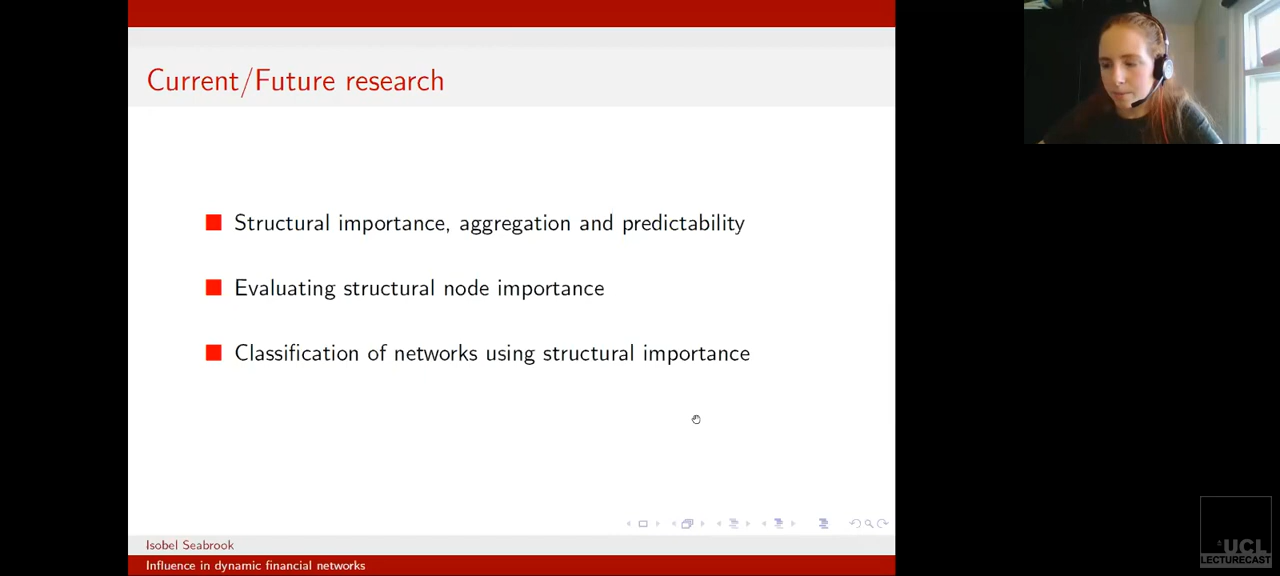 Current/Future research
Structural importance, aggregation and predictability
Evaluating structural node importance
Classification of networks using structural importance
Isobel Seabrook
Influence in dynamic financial networks
UCL
LECTURECAST